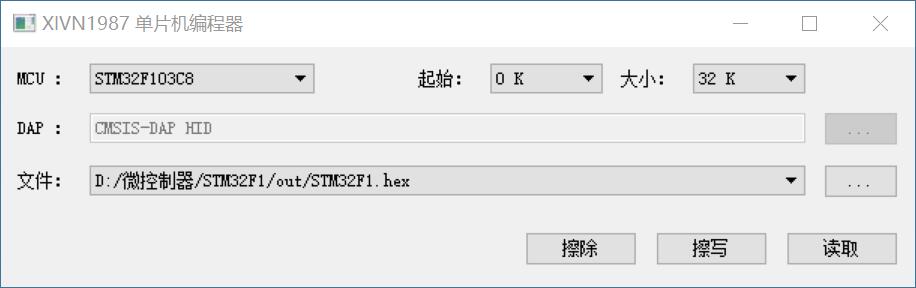 XIVN1987 单片机编程器
MCU : STM32F103C8 起始: 0 K 大小: 32 K
DAP : CMSIS-DAP HID ...
文件: D:/微控制器/STM32F1/out/STM32F1.hex ...
擦除 擦写 读取